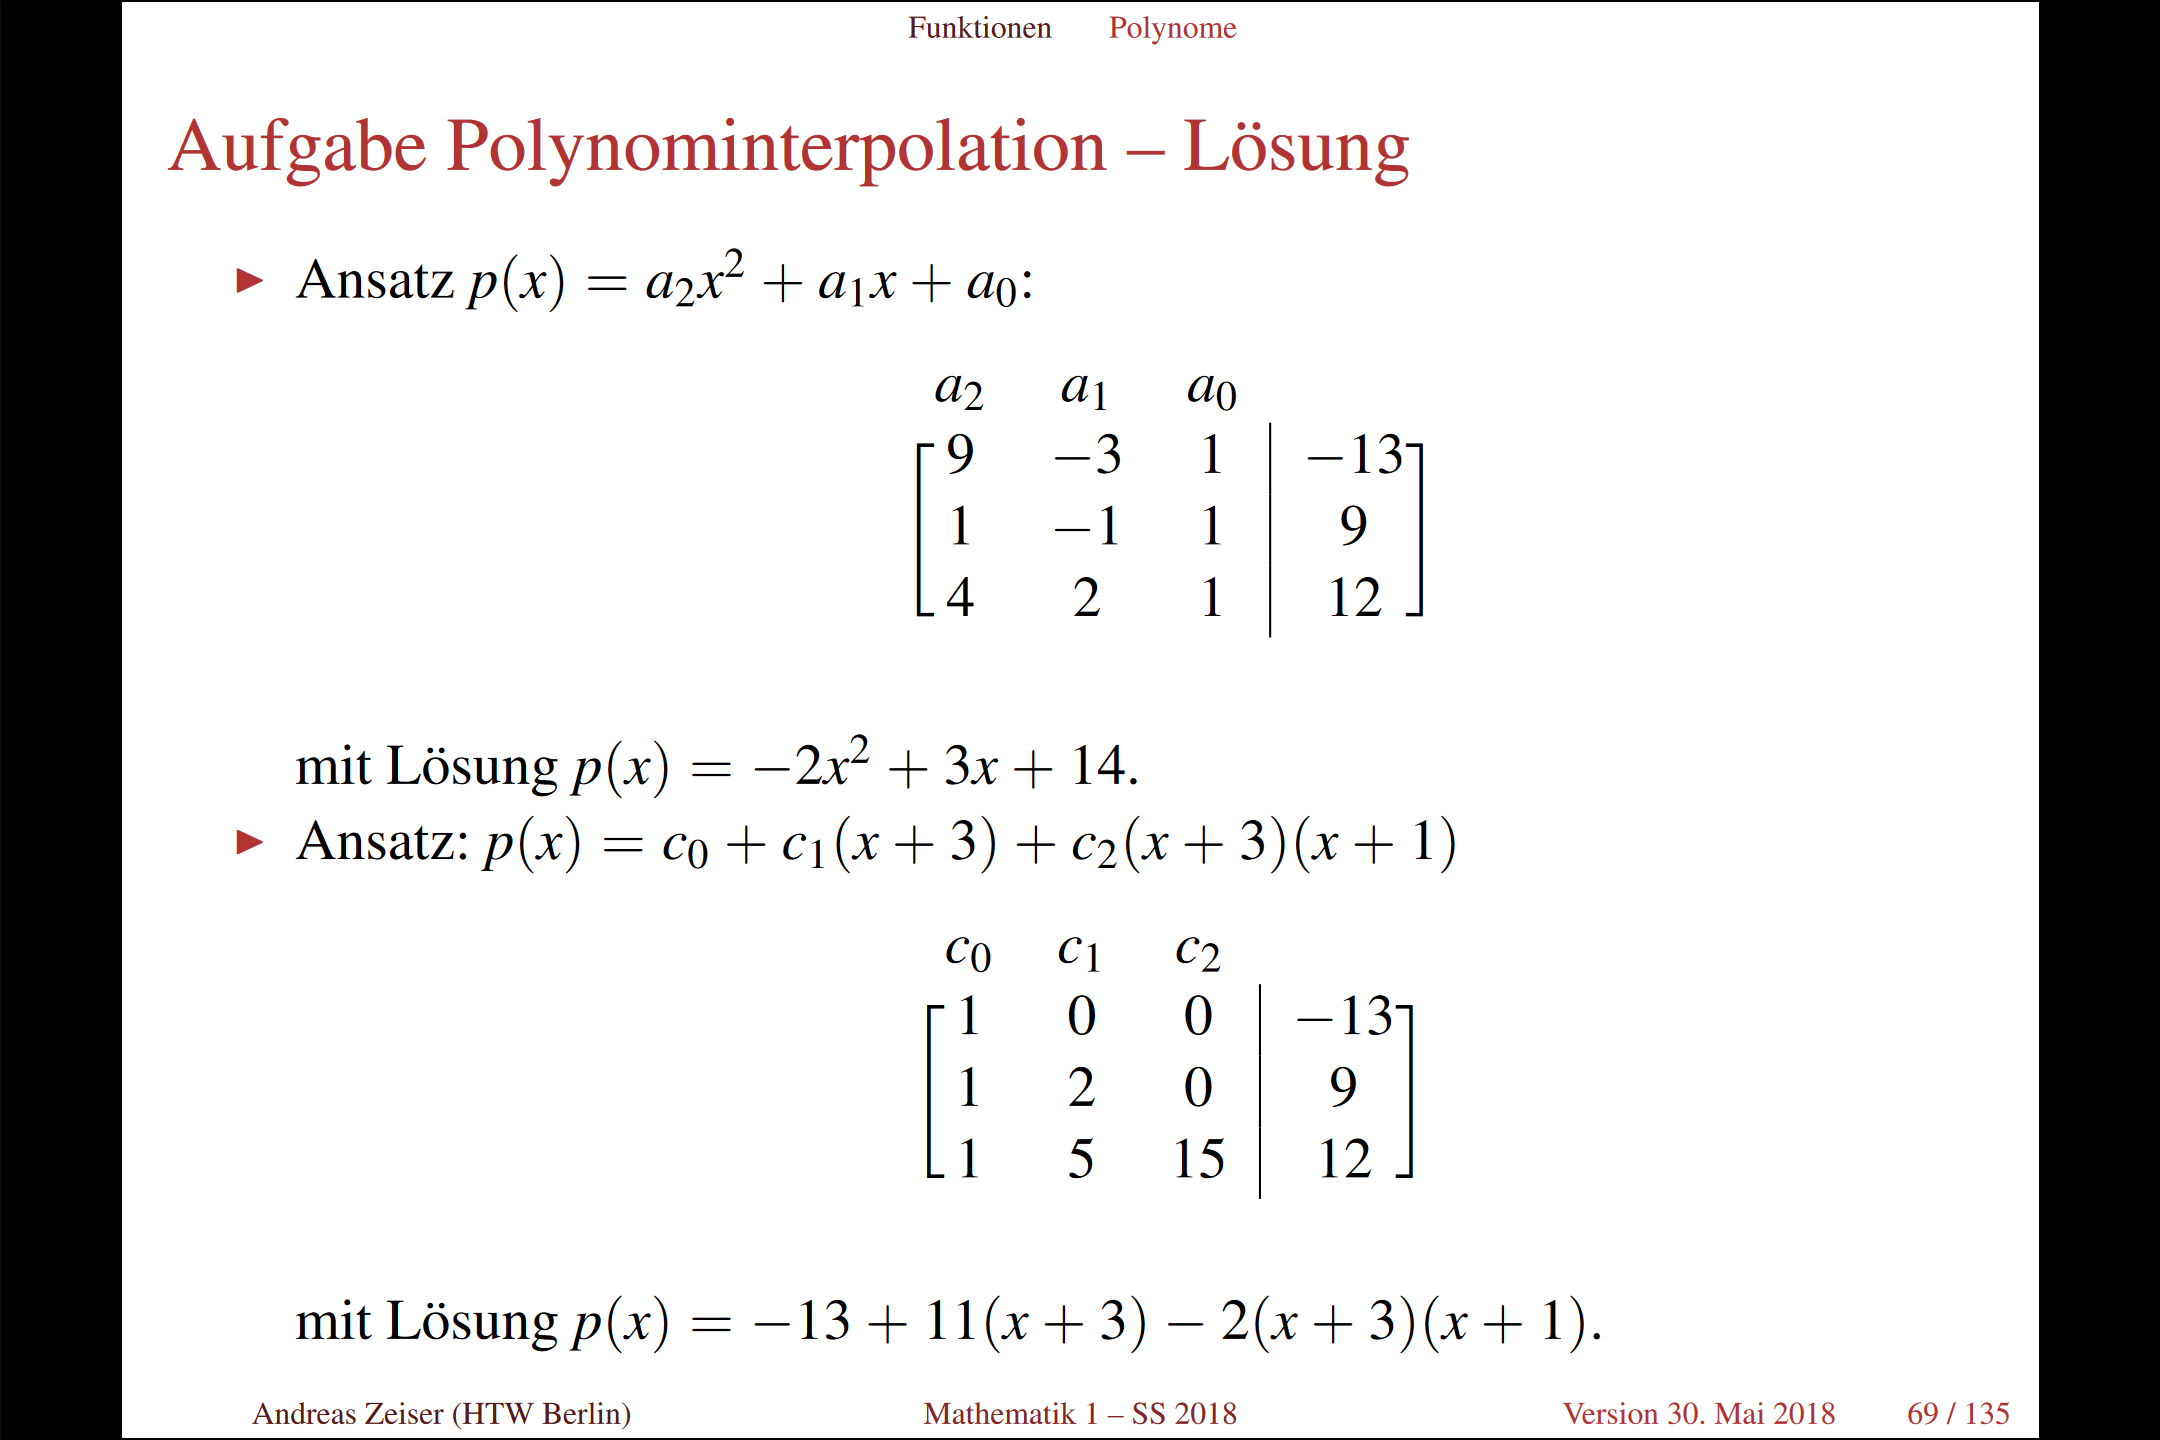 Funktionen Polynome
Aufgabe Polynominterpolation – Lösung
▶ Ansatz p(x) = a₂x² + a₁x + a₀:
a₂ a₁ a₀
9 −3 1 | −13
1 −1 1 | 9
4 2 1 | 12
mit Lösung p(x) = −2x² + 3x + 14.
▶ Ansatz: p(x) = c₀ + c₁(x + 3) + c₂(x + 3)(x + 1)
c₀ c₁ c₂
1 0 0 | −13
1 2 0 | 9
1 5 15 | 12
mit Lösung p(x) = −13 + 11(x + 3) − 2(x + 3)(x + 1).
Andreas Zeiser (HTW Berlin) Mathematik 1 – SS 2018 Version 30. Mai 2018 69 / 135